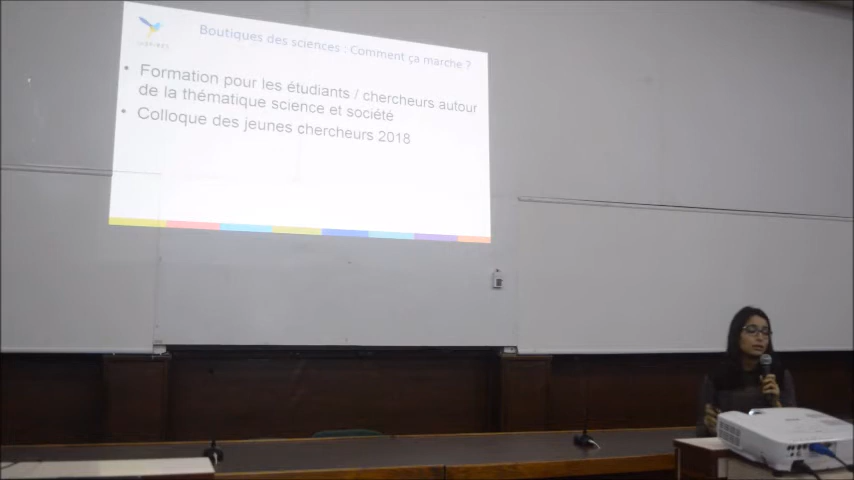 Boutiques des sciences : Comment ça marche ?
• Formation pour les étudiants / chercheurs autour
de la thématique science et société
• Colloque des jeunes chercheurs 2018